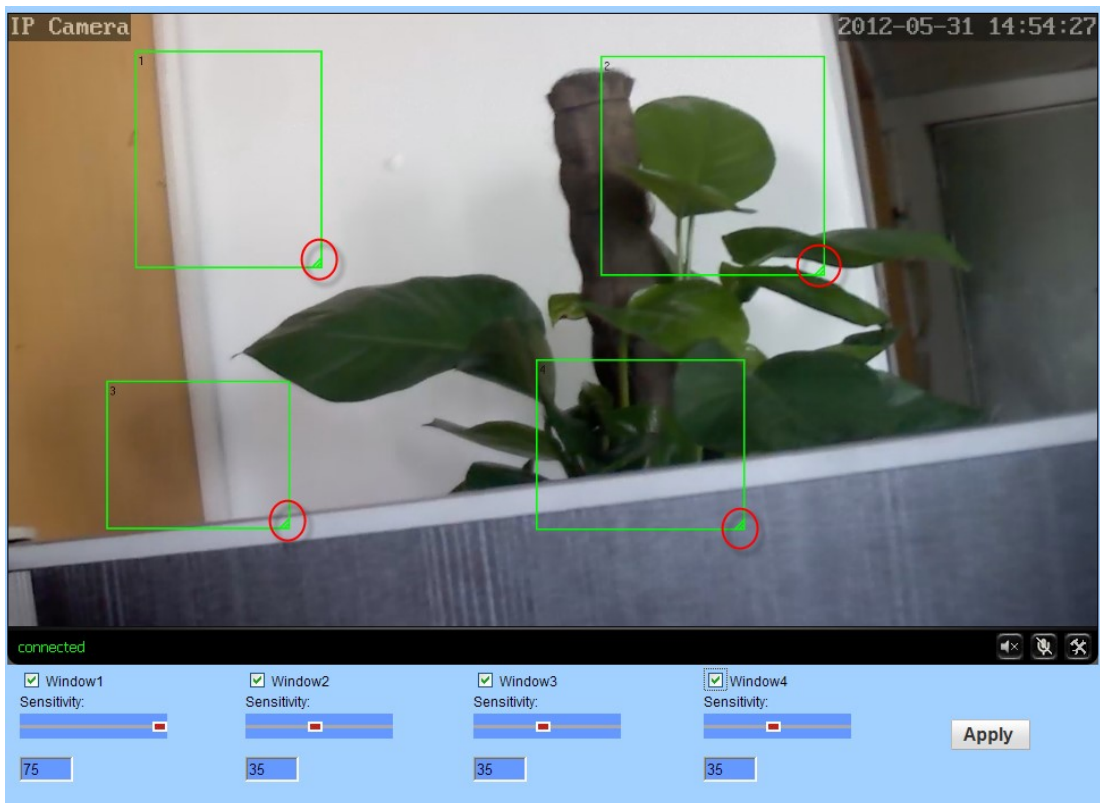 IP Camera
2012-05-31 14:54:27
1
2
3
4
connected
Window1
Window2
Window3
Window4
Sensitivity:
Sensitivity:
Sensitivity:
Sensitivity:
Apply
75
35
35
35